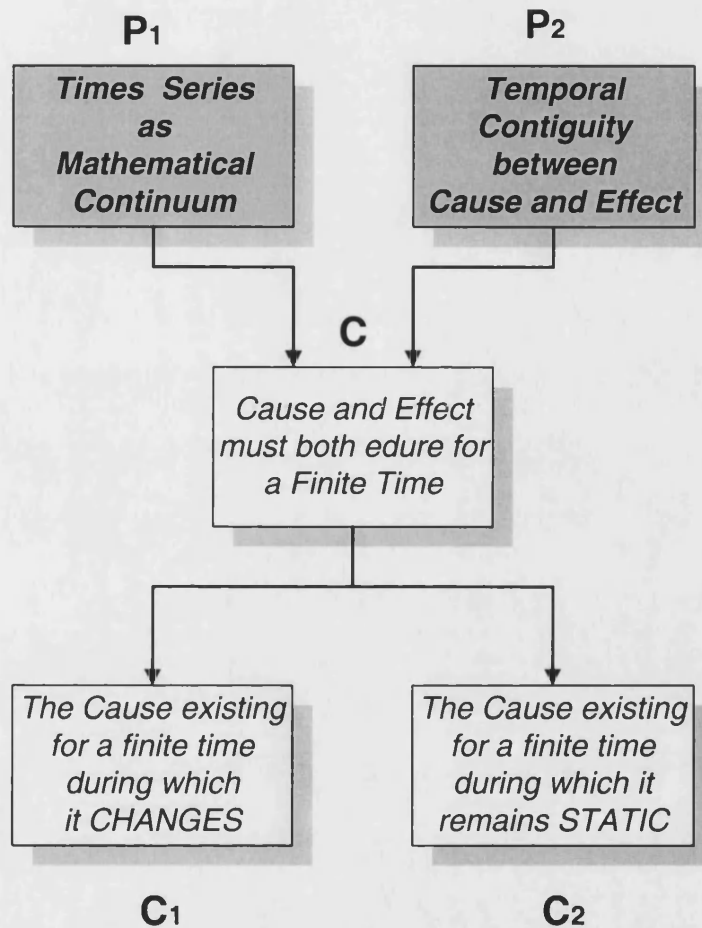 P1
P2
Times Series
as
Mathematical
Continuum
Temporal
Contiguity
between
Cause and Effect
C
Cause and Effect
must both edure for
a Finite Time
The Cause existing
for a finite time
during which
it CHANGES
The Cause existing
for a finite time
during which it
remains STATIC
C1
C2